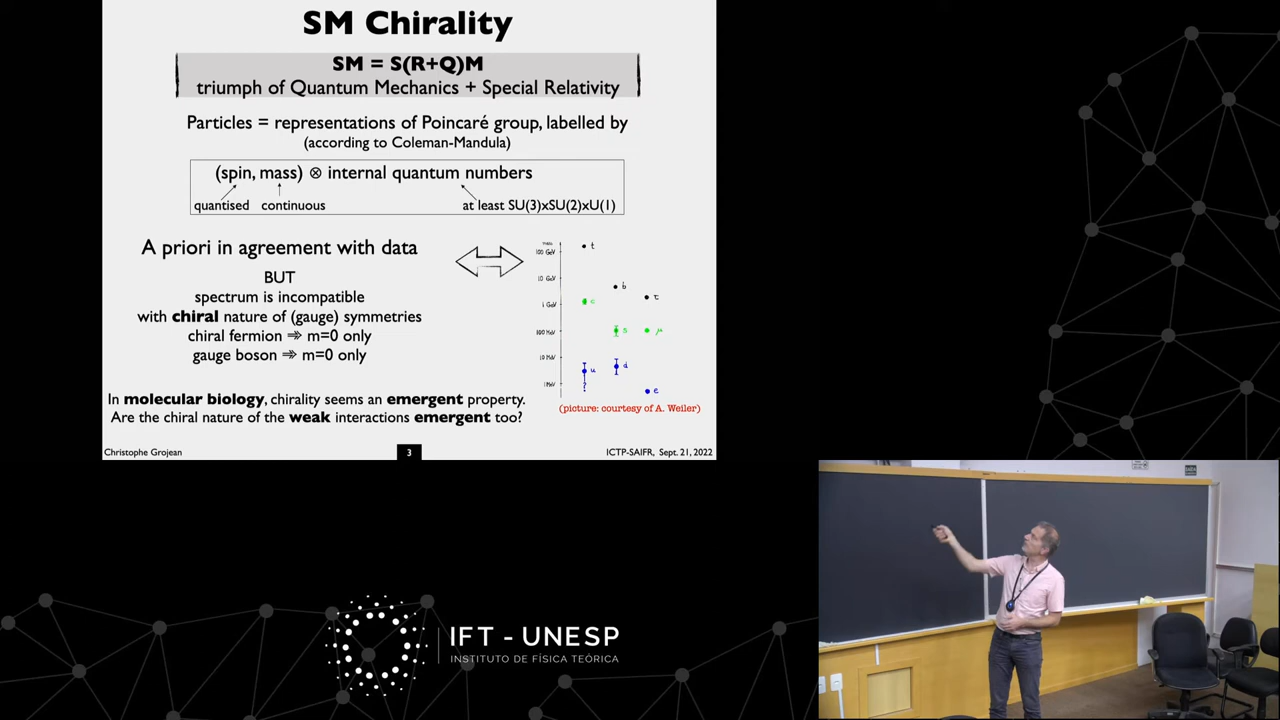 SM Chirality
SM = S(R+Q)M
triumph of Quantum Mechanics + Special Relativity
Particles = representations of Poincaré group, labelled by
(according to Coleman-Mandula)
(spin, mass) ⊗ internal quantum numbers
quantised continuous at least SU(3)xSU(2)xU(1)
A priori in agreement with data
BUT
spectrum is incompatible
with chiral nature of (gauge) symmetries
chiral fermion ⇒ m=0 only
gauge boson ⇒ m=0 only
mass
100 GeV
t
10 GeV
b
τ
1 GeV
c
100 MeV
s
μ
10 MeV
u
d
1 MeV
?
e
(picture: courtesy of A. Weiler)
In molecular biology, chirality seems an emergent property.
Are the chiral nature of the weak interactions emergent too?
Christophe Grojean
3
ICTP-SAIFR, Sept. 21, 2022
IFT - UNESP
INSTITUTO DE FÍSICA TEÓRICA